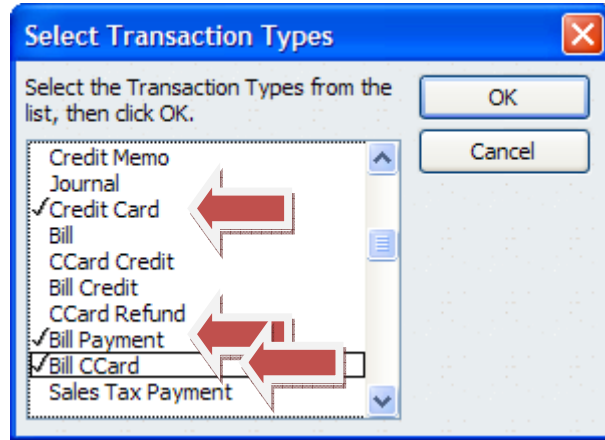 Select Transaction Types
Select the Transaction Types from the
list, then click OK.
OK
Cancel
Credit Memo
Journal
✓Credit Card
Bill
CCard Credit
Bill Credit
CCard Refund
✓Bill Payment
✓Bill CCard
Sales Tax Payment